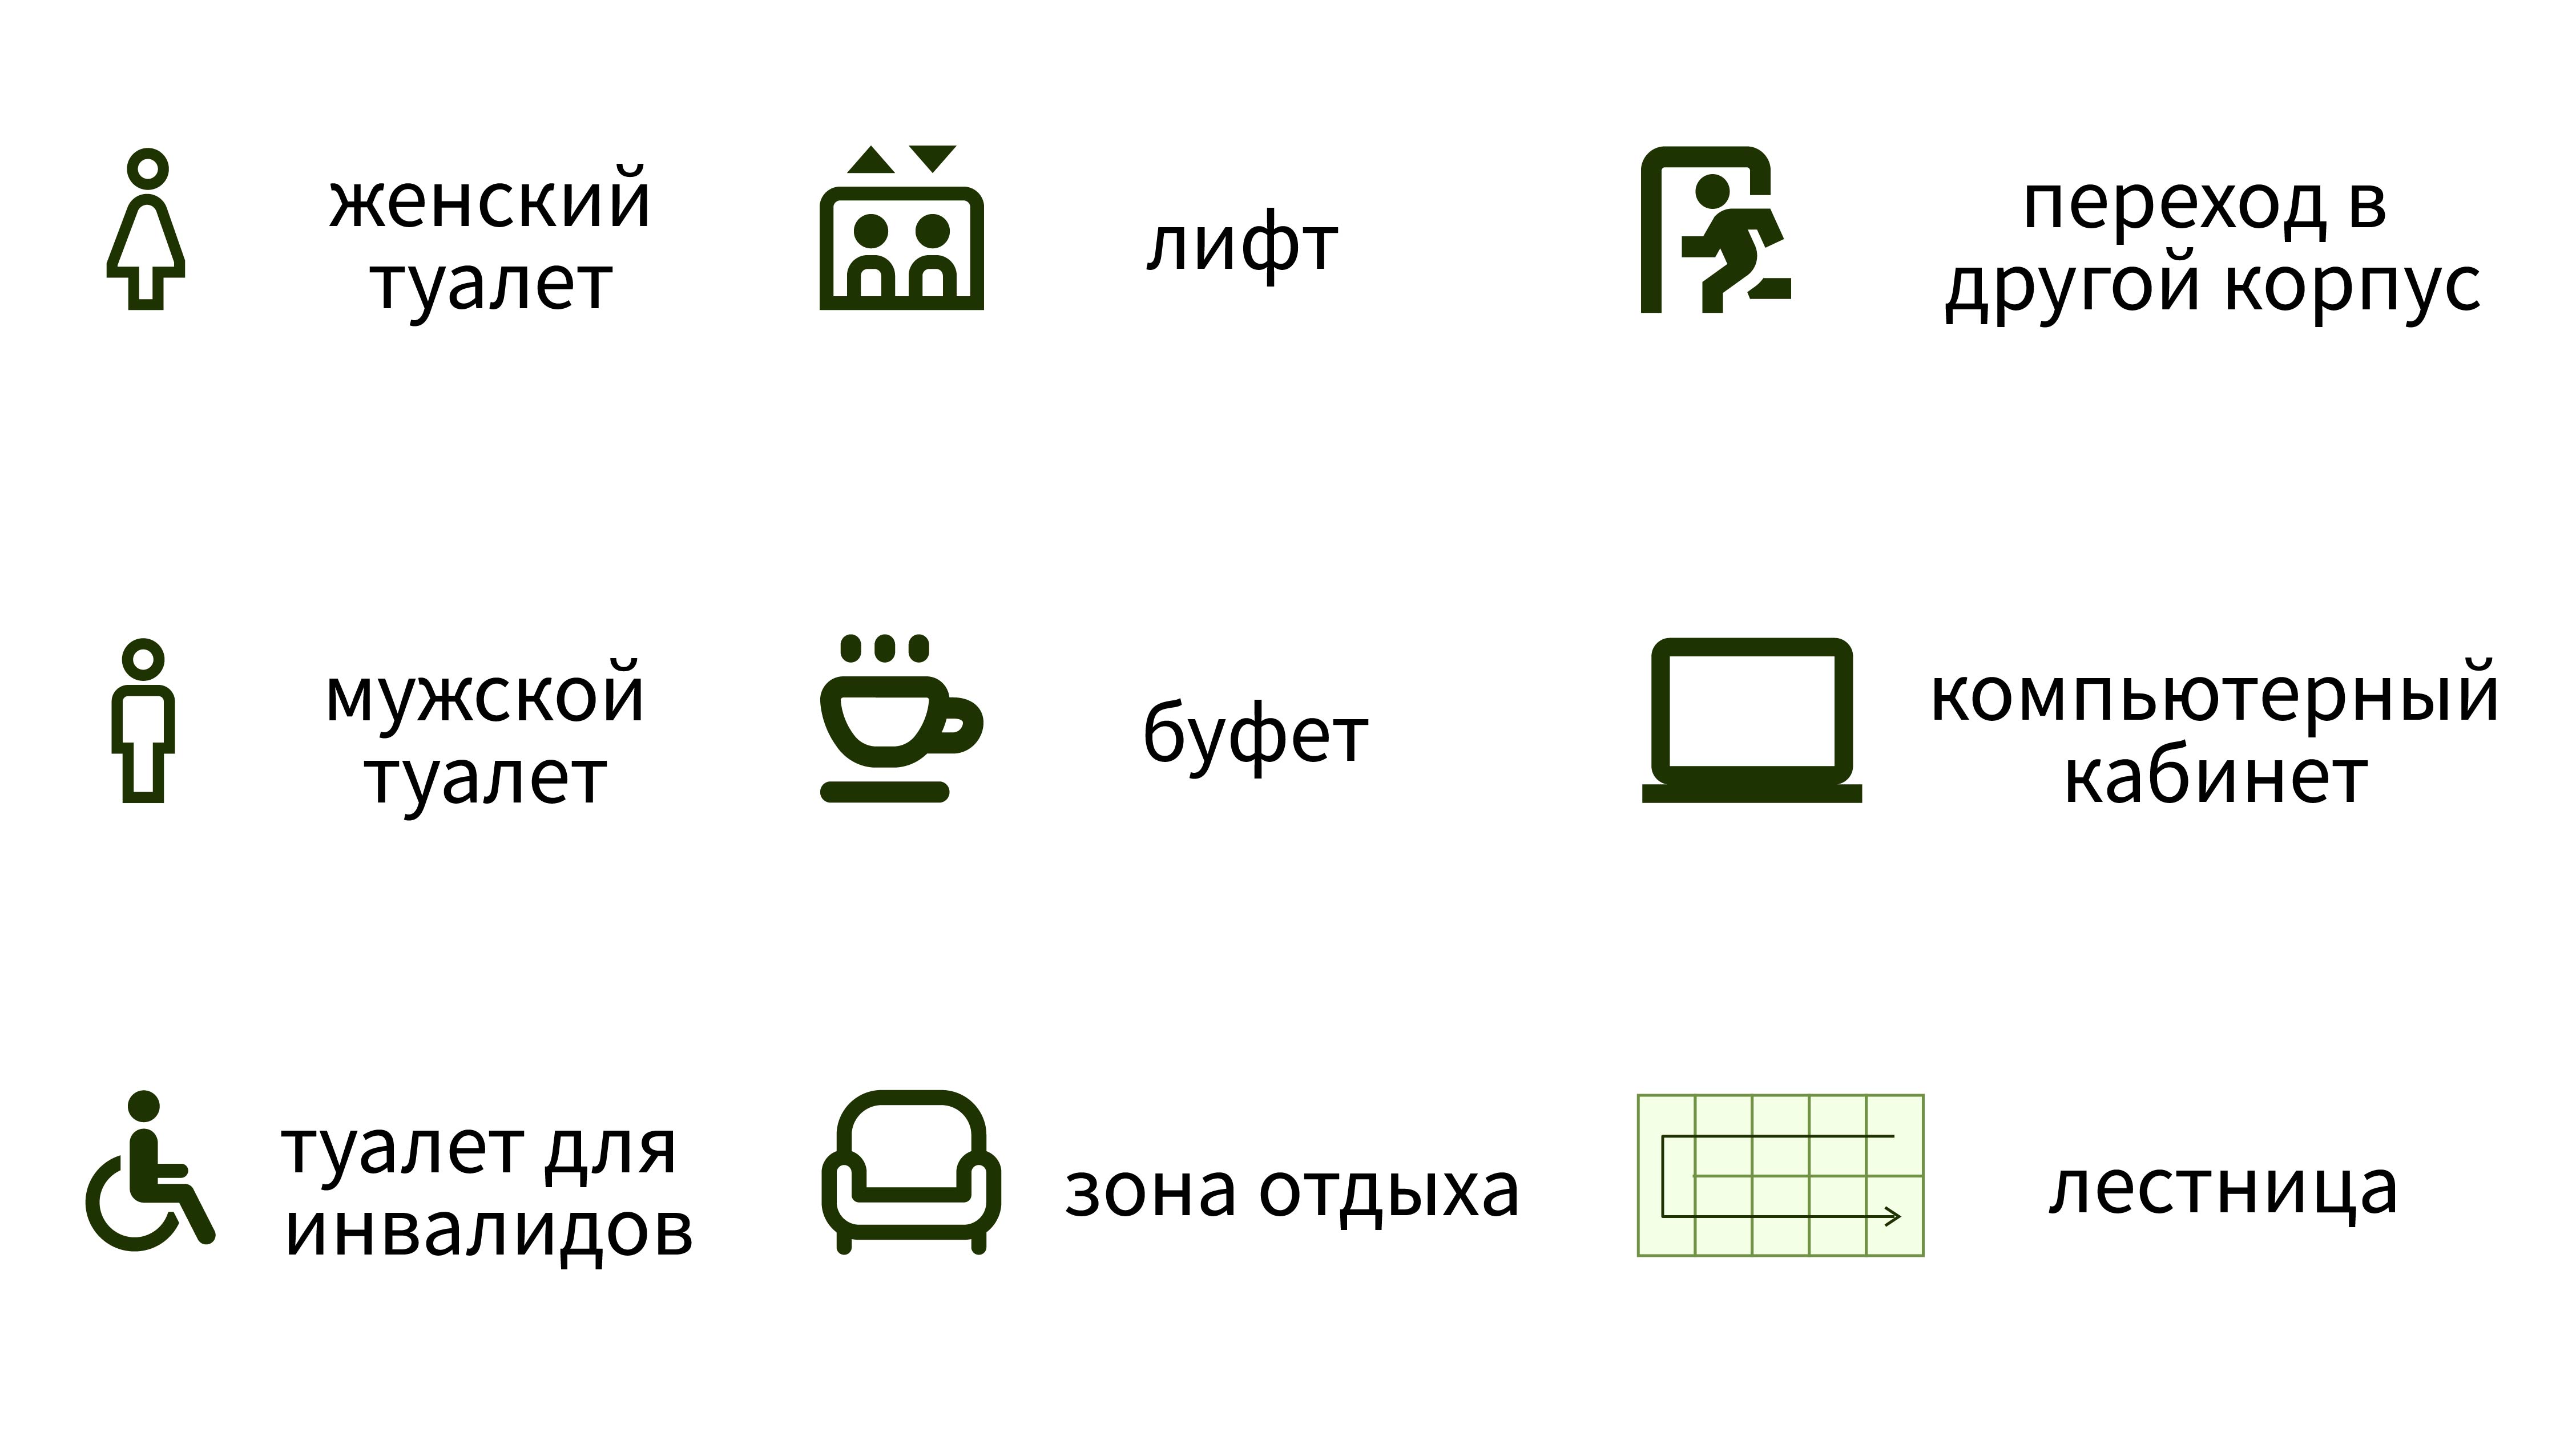 женский
туалет
лифт
переход в
другой корпус
мужской
туалет
буфет
компьютерный
кабинет
туалет для
инвалидов
зона отдыха
лестница